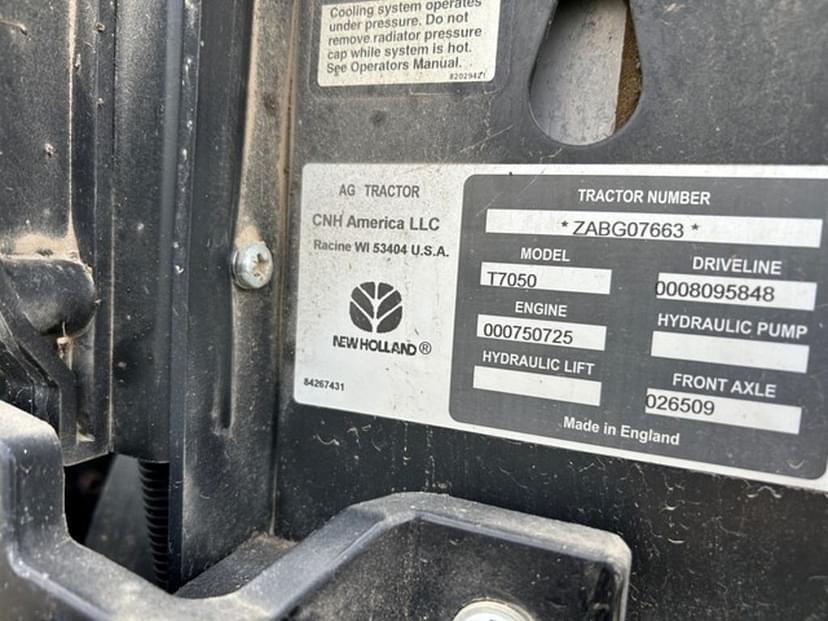 Cooling system operates
under pressure. Do not
remove radiator pressure
cap while system is hot.
See Operators Manual.
82029421
AG TRACTOR
CNH America LLC
Racine WI 53404 U.S.A.
NEW HOLLAND®
84267431
TRACTOR NUMBER
*ZABG07663*
MODEL
T7050
DRIVELINE
0008095848
ENGINE
000750725
HYDRAULIC PUMP
HYDRAULIC LIFT
FRONT AXLE
026509
Made in England